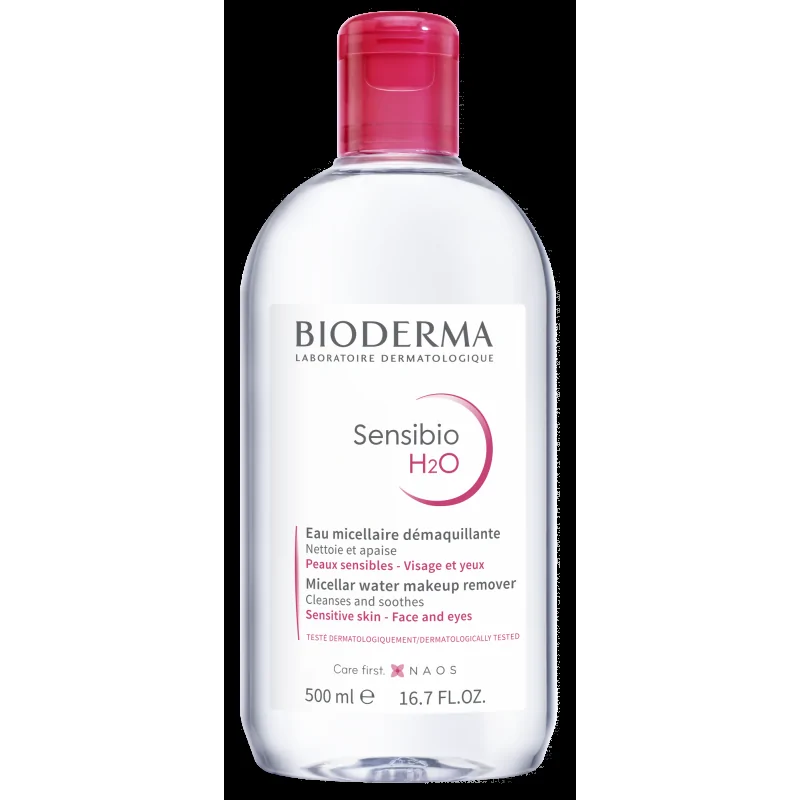 BIODERMA
LABORATOIRE DERMATOLOGIQUE
Sensibio
H2O
Eau micellaire démaquillante
Nettoie et apaise
Peaux sensibles - Visage et yeux
Micellar water makeup remover
Cleanses and soothes
Sensitive skin - Face and eyes
TESTÉ DERMATOLOGIQUEMENT/DERMATOLOGICALLY TESTED
Care first. NAOS
500 ml ℮ 16.7 FL.OZ.